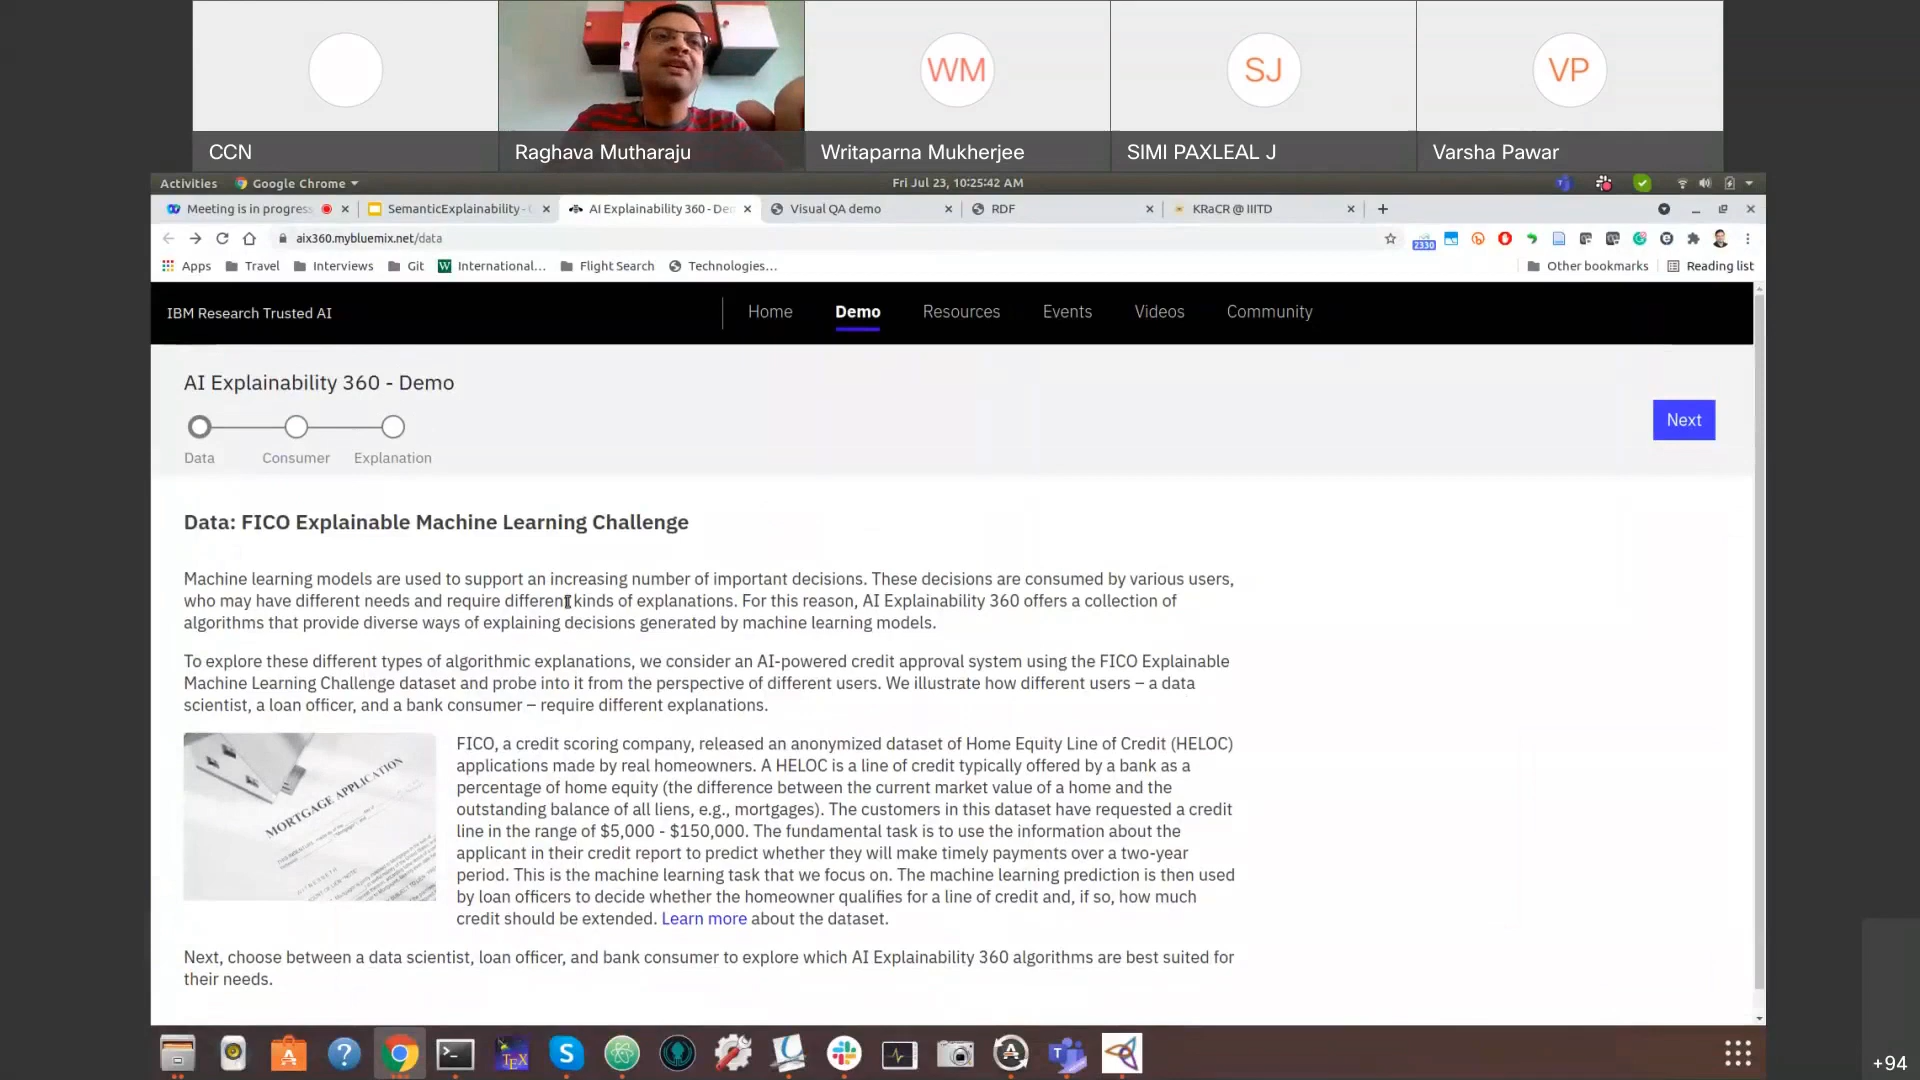 WM
SJ
VP
CCN
Raghava Mutharaju
Writaparna Mukherjee
SIMI PAXLEAL J
Varsha Pawar
Activities
Google Chrome
Fri Jul 23, 10:25:42 AM
Meeting is in progress
SemanticExplainability -
AI Explainability 360 - De
Visual QA demo
RDF
KRaCR @ IIITD
aix360.mybluemix.net/data
2330
Apps
Travel
Interviews
Git
International...
Flight Search
Technologies...
Other bookmarks
Reading list
IBM Research Trusted AI
Home
Demo
Resources
Events
Videos
Community
AI Explainability 360 - Demo
Next
Data
Consumer
Explanation
Data: FICO Explainable Machine Learning Challenge
Machine learning models are used to support an increasing number of important decisions. These decisions are consumed by various users,
who may have different needs and require different kinds of explanations. For this reason, AI Explainability 360 offers a collection of
algorithms that provide diverse ways of explaining decisions generated by machine learning models.
To explore these different types of algorithmic explanations, we consider an AI-powered credit approval system using the FICO Explainable
Machine Learning Challenge dataset and probe into it from the perspective of different users. We illustrate how different users – a data
scientist, a loan officer, and a bank consumer – require different explanations.
MORTGAGE APPLICATION
FICO, a credit scoring company, released an anonymized dataset of Home Equity Line of Credit (HELOC)
applications made by real homeowners. A HELOC is a line of credit typically offered by a bank as a
percentage of home equity (the difference between the current market value of a home and the
outstanding balance of all liens, e.g., mortgages). The customers in this dataset have requested a credit
line in the range of $5,000 - $150,000. The fundamental task is to use the information about the
applicant in their credit report to predict whether they will make timely payments over a two-year
period. This is the machine learning task that we focus on. The machine learning prediction is then used
by loan officers to decide whether the homeowner qualifies for a line of credit and, if so, how much
credit should be extended. Learn more about the dataset.
Next, choose between a data scientist, loan officer, and bank consumer to explore which AI Explainability 360 algorithms are best suited for
their needs.
TEX
+94